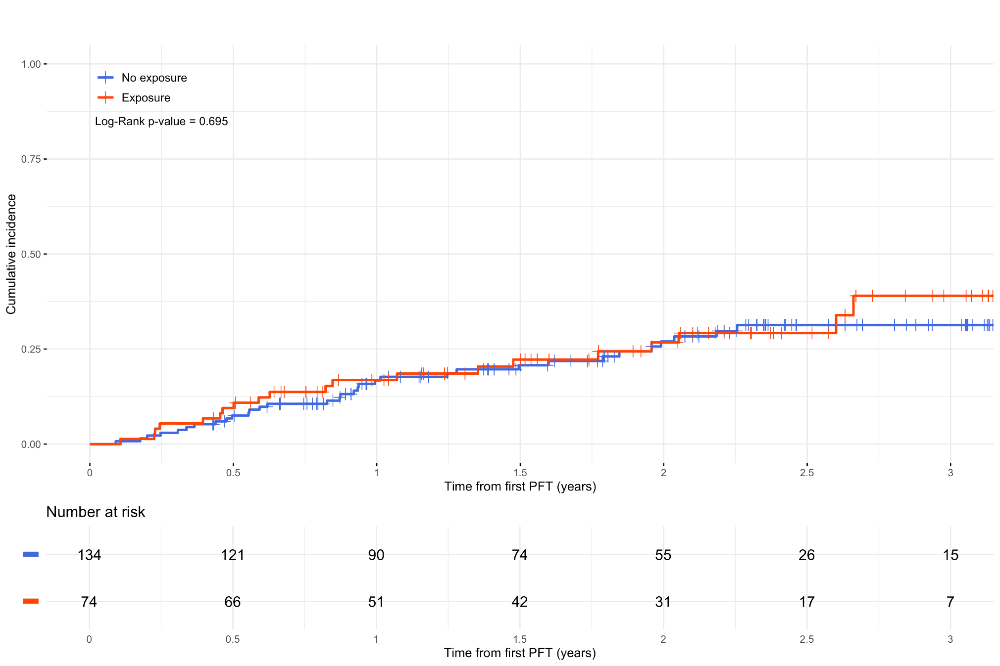 1.00
No exposure
Exposure
Log-Rank p-value = 0.695
0.75
0.50
0.25
0.00
Cumulative incidence
0 0.5 1 1.5 2 2.5 3
Time from first PFT (years)
Number at risk
134 121 90 74 55 26 15
74 66 51 42 31 17 7
0 0.5 1 1.5 2 2.5 3
Time from first PFT (years)